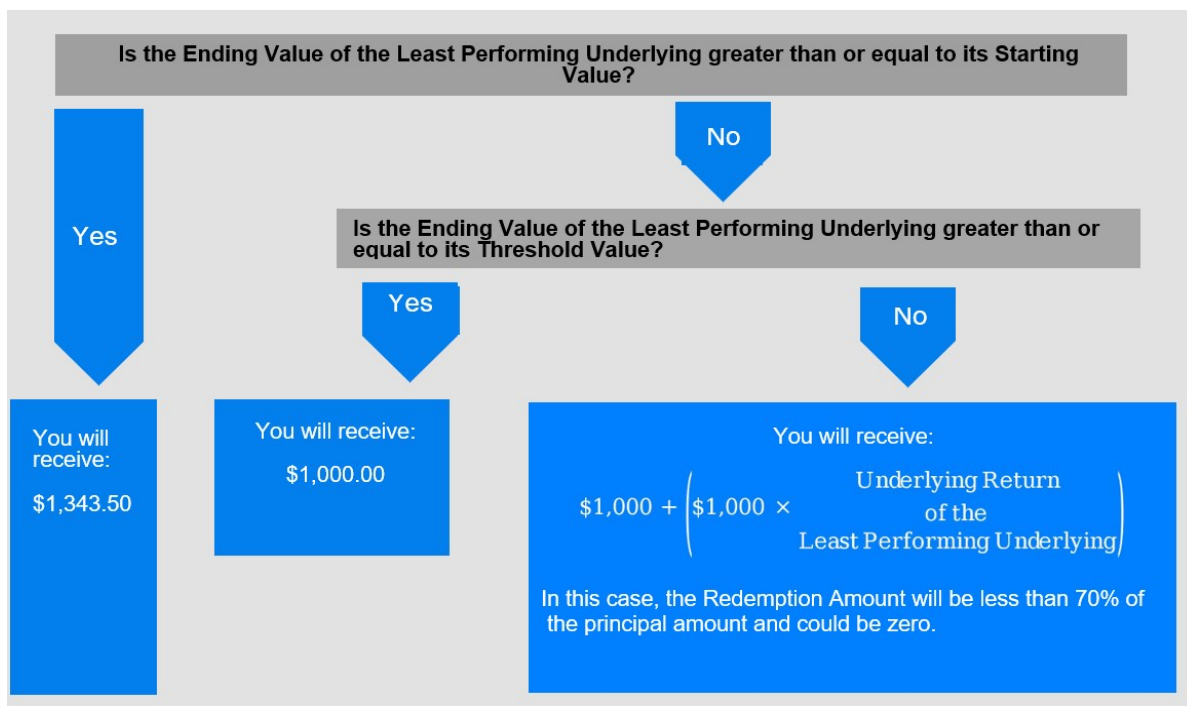 Is the Ending Value of the Least Performing Underlying greater than or equal to its Starting
Value?
No
Yes
Is the Ending Value of the Least Performing Underlying greater than or
equal to its Threshold Value?
Yes
No
You will
receive:
$1,343.50
You will receive:
$1,000.00
You will receive:
Underlying Return
$1,000 + ($1,000 × of the
Least Performing Underlying)
In this case, the Redemption Amount will be less than 70% of
the principal amount and could be zero.